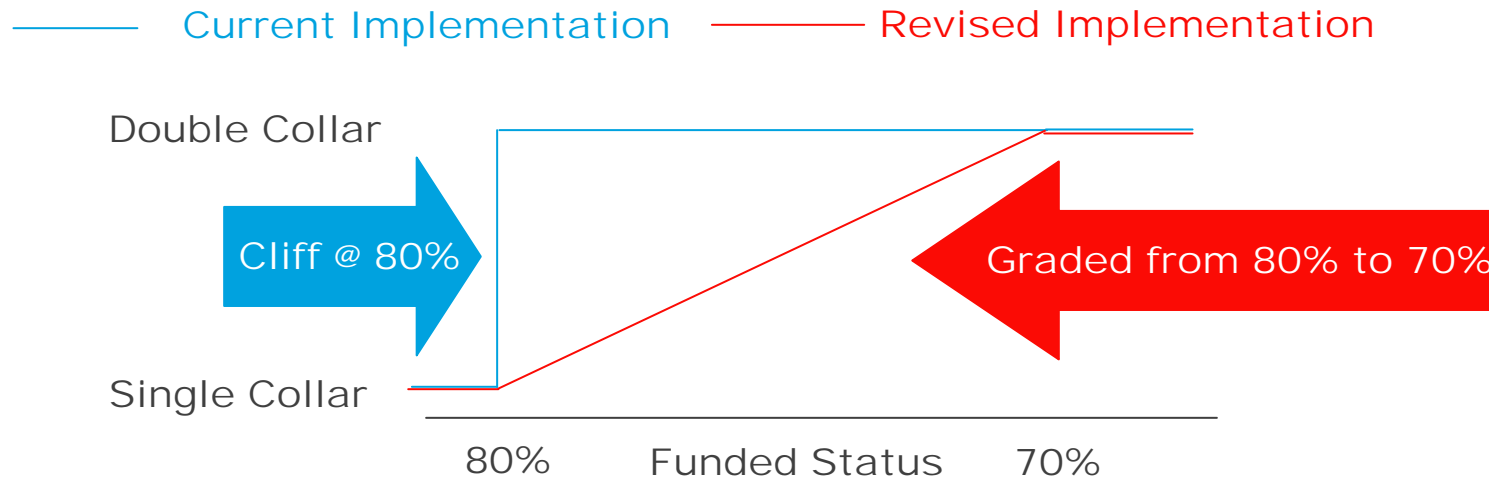 Current Implementation Revised Implementation
Double Collar
Cliff @ 80%
Graded from 80% to 70%
Single Collar
80% Funded Status 70%